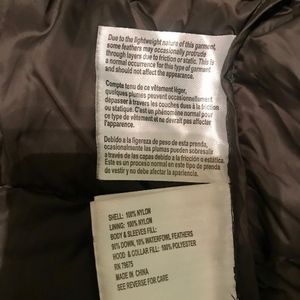 Due to the lightweight nature of this garment,
some feathers may occasionally protrude
through layers due to friction or static. This is
a normal occurrence for this type of garment
and should not affect the appearance.
Compte tenu de ce vêtement léger,
quelques plumes peuvent occasionnellement
dépasser à travers les couches dues à la friction
ou statique. C'est un phénomène normal pour
ce type de vêtement et ne devrait pas affecter
l'apparence.
Debido a la ligereza de peso de esta prenda,
ocasionalmente las plumas pueden sobresalir
a través de las capas debido a la fricción o estática.
Este es un proceso normal en este tipo de prenda
de vestir y no debe afectar la apariencia.
SHELL: 100% NYLON
LINING: 100% NYLON
BODY & SLEEVES FILL:
90% DOWN, 10% WATERFOWL FEATHERS
HOOD & COLLAR FILL: 100% POLYESTER
RN 79675
MADE IN CHINA
SEE REVERSE FOR CARE